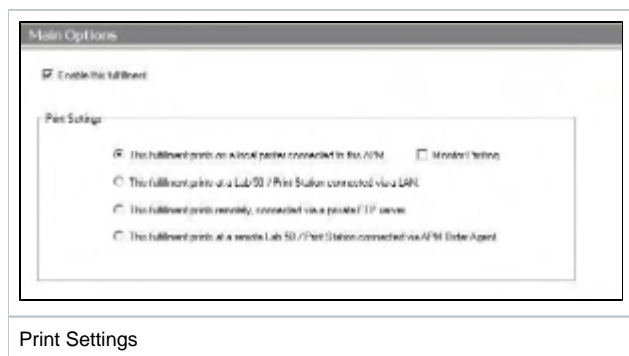 Main Options
Enable this fulfillment
Print Settings
This fulfillment prints on a local printer connected to this APM. Monitor Printing
This fulfillment prints at a Lab 50 / Print Station connected via a LAN.
This fulfillment prints remotely, connected via a private FTP server.
This fulfillment prints at a remote Lab 50 / Print Station connected via APM Order Agent.
Print Settings